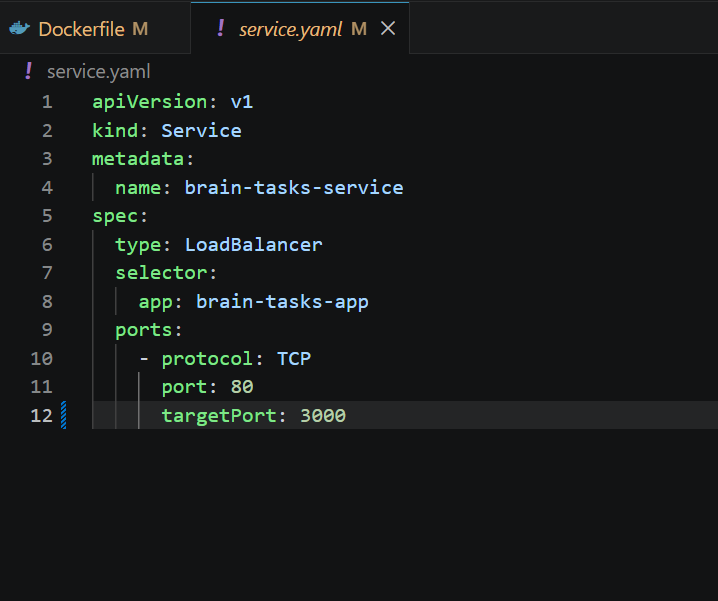 Dockerfile M ! service.yaml M
! service.yaml
1 apiVersion: v1
2 kind: Service
3 metadata:
4   name: brain-tasks-service
5 spec:
6   type: LoadBalancer
7   selector:
8     app: brain-tasks-app
9   ports:
10     - protocol: TCP
11       port: 80
12       targetPort: 3000